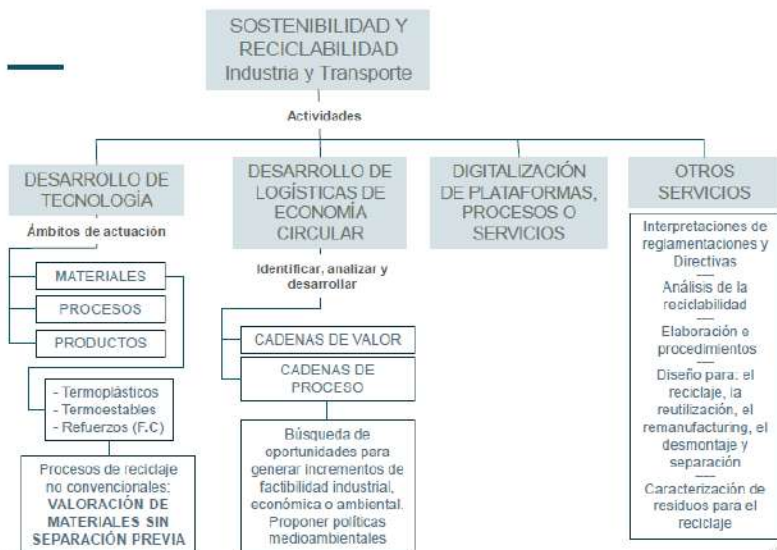 SOSTENIBILIDAD Y
RECICLABILIDAD
Industria y Transporte
Actividades
DESARROLLO DE
TECNOLOGÍA
Ámbitos de actuación
MATERIALES
PROCESOS
PRODUCTOS
- Termoplásticos
- Termoestables
- Refuerzos (F.C)
Procesos de reciclaje
no convencionales:
VALORACIÓN DE
MATERIALES SIN
SEPARACIÓN PREVIA
DESARROLLO DE
LOGÍSTICAS DE
ECONOMÍA
CIRCULAR
Identificar, analizar y
desarrollar
CADENAS DE VALOR
CADENAS DE
PROCESO
Búsqueda de
oportunidades para
generar incrementos de
factibilidad industrial,
económica o ambiental.
Proponer políticas
medioambientales
DIGITALIZACIÓN
DE PLATAFORMAS,
PROCESOS O
SERVICIOS
OTROS
SERVICIOS
Interpretaciones de
reglamentaciones y
Directivas
Análisis de la
reciclabilidad
Elaboración e
procedimientos
Diseño para: el
reciclaje, la
reutilización, el
remanufacturing, el
desmontaje y
separación
Caracterización de
residuos para el
reciclaje